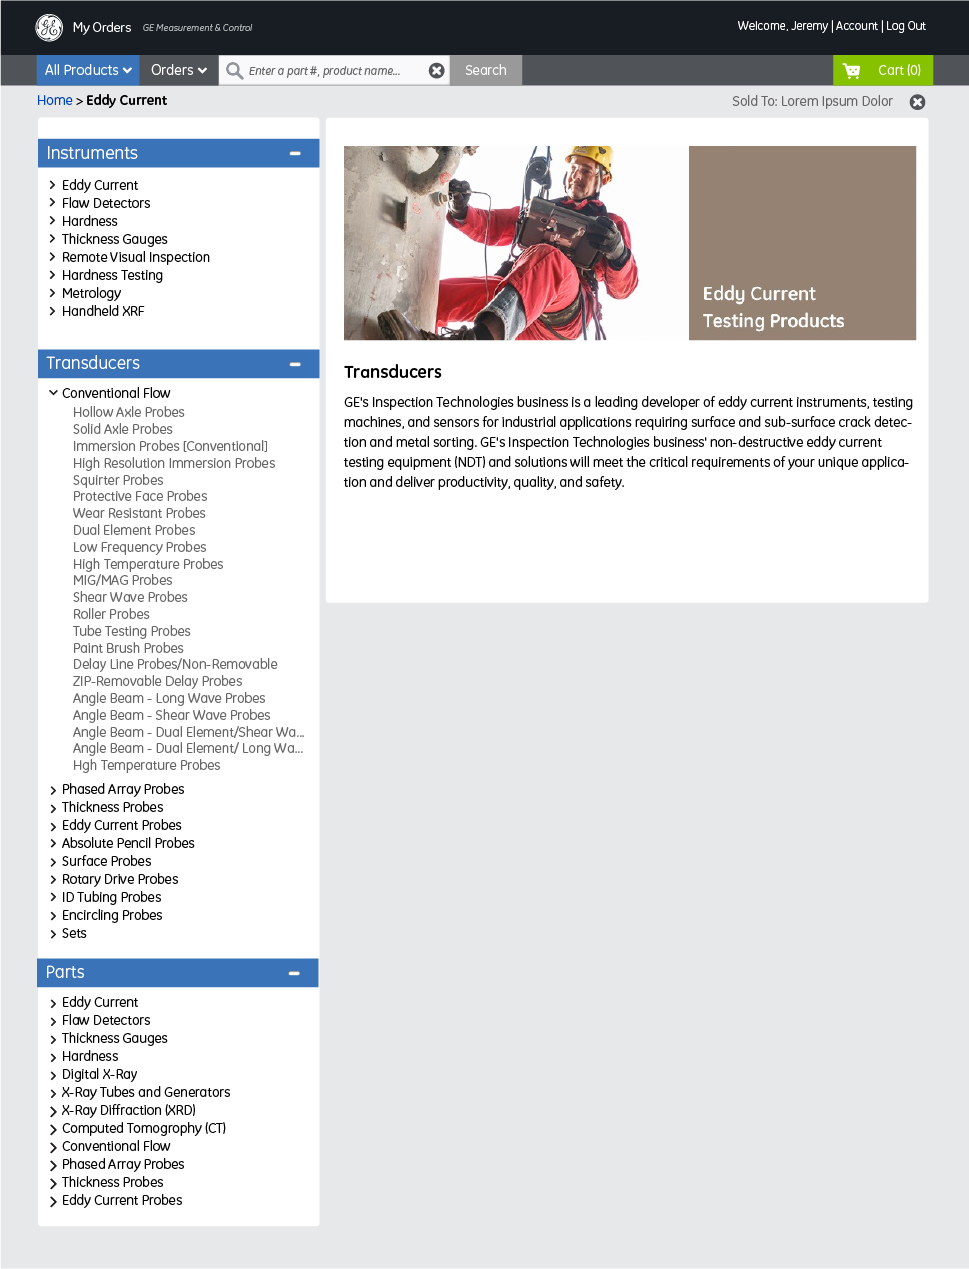 GE
My Orders
GE Measurement & Control
Welcome, Jeremy | Account | Log Out
All Products
Orders
Enter a part #, product name...
Search
Cart (0)
Home > Eddy Current
Sold To: Lorem Ipsum Dolor
Instruments
Eddy Current
Flaw Detectors
Hardness
Thickness Gauges
Remote Visual Inspection
Hardness Testing
Metrology
Handheld XRF
Transducers
Conventional Flow
Hollow Axle Probes
Solid Axle Probes
Immersion Probes [Conventional]
High Resolution Immersion Probes
Squirter Probes
Protective Face Probes
Wear Resistant Probes
Dual Element Probes
Low Frequency Probes
High Temperature Probes
MIG/MAG Probes
Shear Wave Probes
Roller Probes
Tube Testing Probes
Paint Brush Probes
Delay Line Probes/Non-Removable
ZIP-Removable Delay Probes
Angle Beam - Long Wave Probes
Angle Beam - Shear Wave Probes
Angle Beam - Dual Element/Shear Wa...
Angle Beam - Dual Element/ Long Wa...
Hgh Temperature Probes
Phased Array Probes
Thickness Probes
Eddy Current Probes
Absolute Pencil Probes
Surface Probes
Rotary Drive Probes
ID Tubing Probes
Encircling Probes
Sets
Parts
Eddy Current
Flaw Detectors
Thickness Gauges
Hardness
Digital X-Ray
X-Ray Tubes and Generators
X-Ray Diffraction (XRD)
Computed Tomogrophy (CT)
Conventional Flow
Phased Array Probes
Thickness Probes
Eddy Current Probes
Eddy Current
Testing Products
Transducers
GE's Inspection Technologies business is a leading developer of eddy current instruments, testing
machines, and sensors for industrial applications requiring surface and sub-surface crack detec-
tion and metal sorting. GE's Inspection Technologies business' non-destructive eddy current
testing equipment (NDT) and solutions will meet the critical requirements of your unique applica-
tion and deliver productivity, quality, and safety.